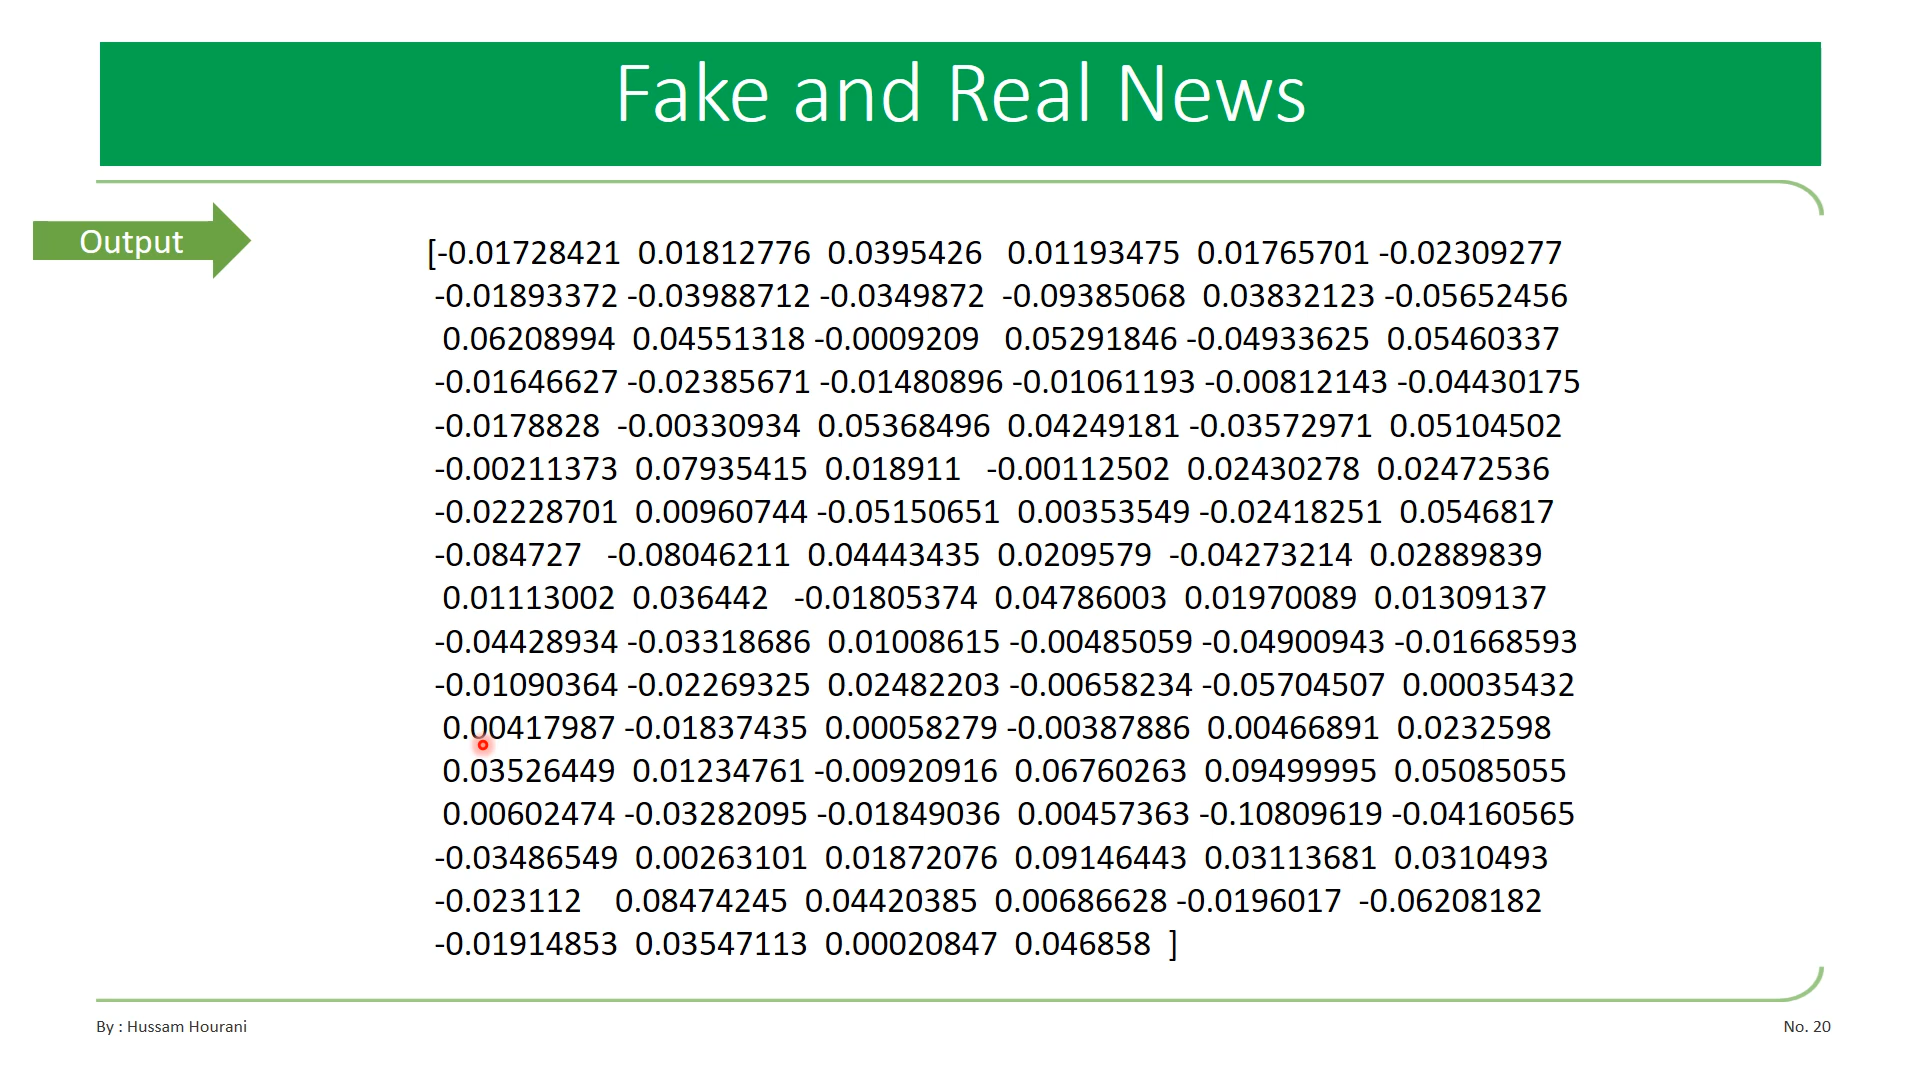 Fake and Real News
Output
[-0.01728421 0.01812776 0.0395426 0.01193475 0.01765701 -0.02309277
-0.01893372 -0.03988712 -0.0349872 -0.09385068 0.03832123 -0.05652456
0.06208994 0.04551318 -0.0009209 0.05291846 -0.04933625 0.05460337
-0.01646627 -0.02385671 -0.01480896 -0.01061193 -0.00812143 -0.04430175
-0.0178828 -0.00330934 0.05368496 0.04249181 -0.03572971 0.05104502
-0.00211373 0.07935415 0.018911 -0.00112502 0.02430278 0.02472536
-0.02228701 0.00960744 -0.05150651 0.00353549 -0.02418251 0.0546817
-0.084727 -0.08046211 0.04443435 0.0209579 -0.04273214 0.02889839
0.01113002 0.036442 -0.01805374 0.04786003 0.01970089 0.01309137
-0.04428934 -0.03318686 0.01008615 -0.00485059 -0.04900943 -0.01668593
-0.01090364 -0.02269325 0.02482203 -0.00658234 -0.05704507 0.00035432
0.00417987 -0.01837435 0.00058279 -0.00387886 0.00466891 0.0232598
0.03526449 0.01234761 -0.00920916 0.06760263 0.09499995 0.05085055
0.00602474 -0.03282095 -0.01849036 0.00457363 -0.10809619 -0.04160565
-0.03486549 0.00263101 0.01872076 0.09146443 0.03113681 0.0310493
-0.023112 0.08474245 0.04420385 0.00686628 -0.0196017 -0.06208182
-0.01914853 0.03547113 0.00020847 0.046858 ]
By : Hussam Hourani
No. 20